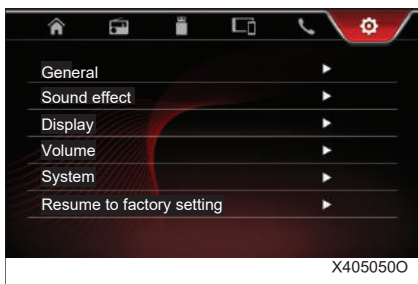 General
Sound effect
Display
Volume
System
Resume to factory setting
X405050O